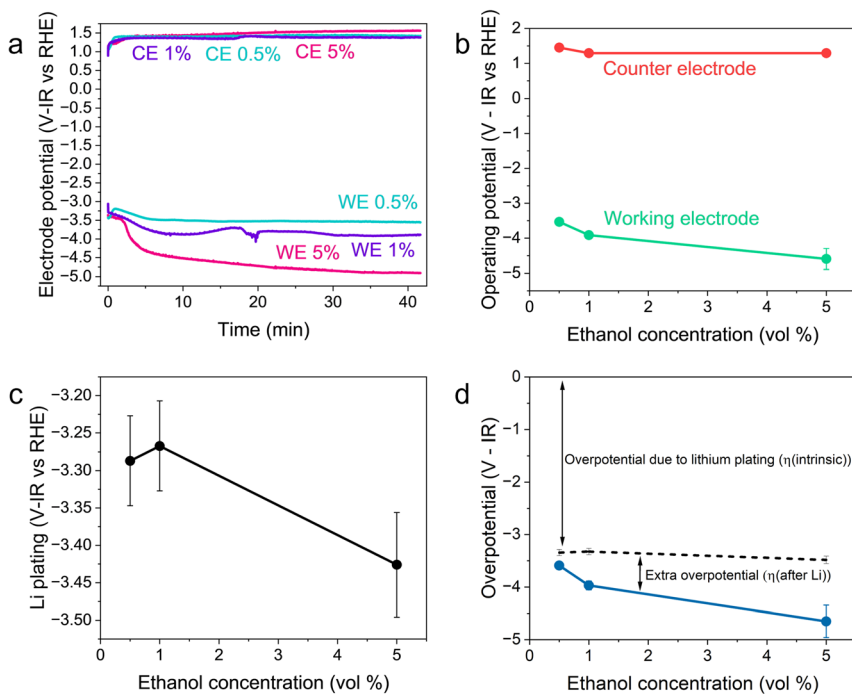 a
Electrode potential (V-IR vs RHE)
1.5
1.0
0.5
0.0
−0.5
−1.0
−1.5
−2.0
−2.5
−3.0
−3.5
−4.0
−4.5
−5.0
CE 1% CE 0.5% CE 5%
WE 0.5%
WE 5% WE 1%
0 10 20 30 40
Time (min)
b
Operating potential (V - IR vs RHE)
2
1
0
−1
−2
−3
−4
−5
Counter electrode
Working electrode
0 1 2 3 4 5
Ethanol concentration (vol %)
c
Li plating (V-IR vs RHE)
−3.20
−3.25
−3.30
−3.35
−3.40
−3.45
−3.50
0 1 2 3 4 5
Ethanol concentration (vol %)
d
Overpotential (V - IR)
0
−1
−2
−3
−4
−5
Overpotential due to lithium plating (η(intrinsic))
Extra overpotential (η(after Li))
0 1 2 3 4 5
Ethanol concentration (vol %)